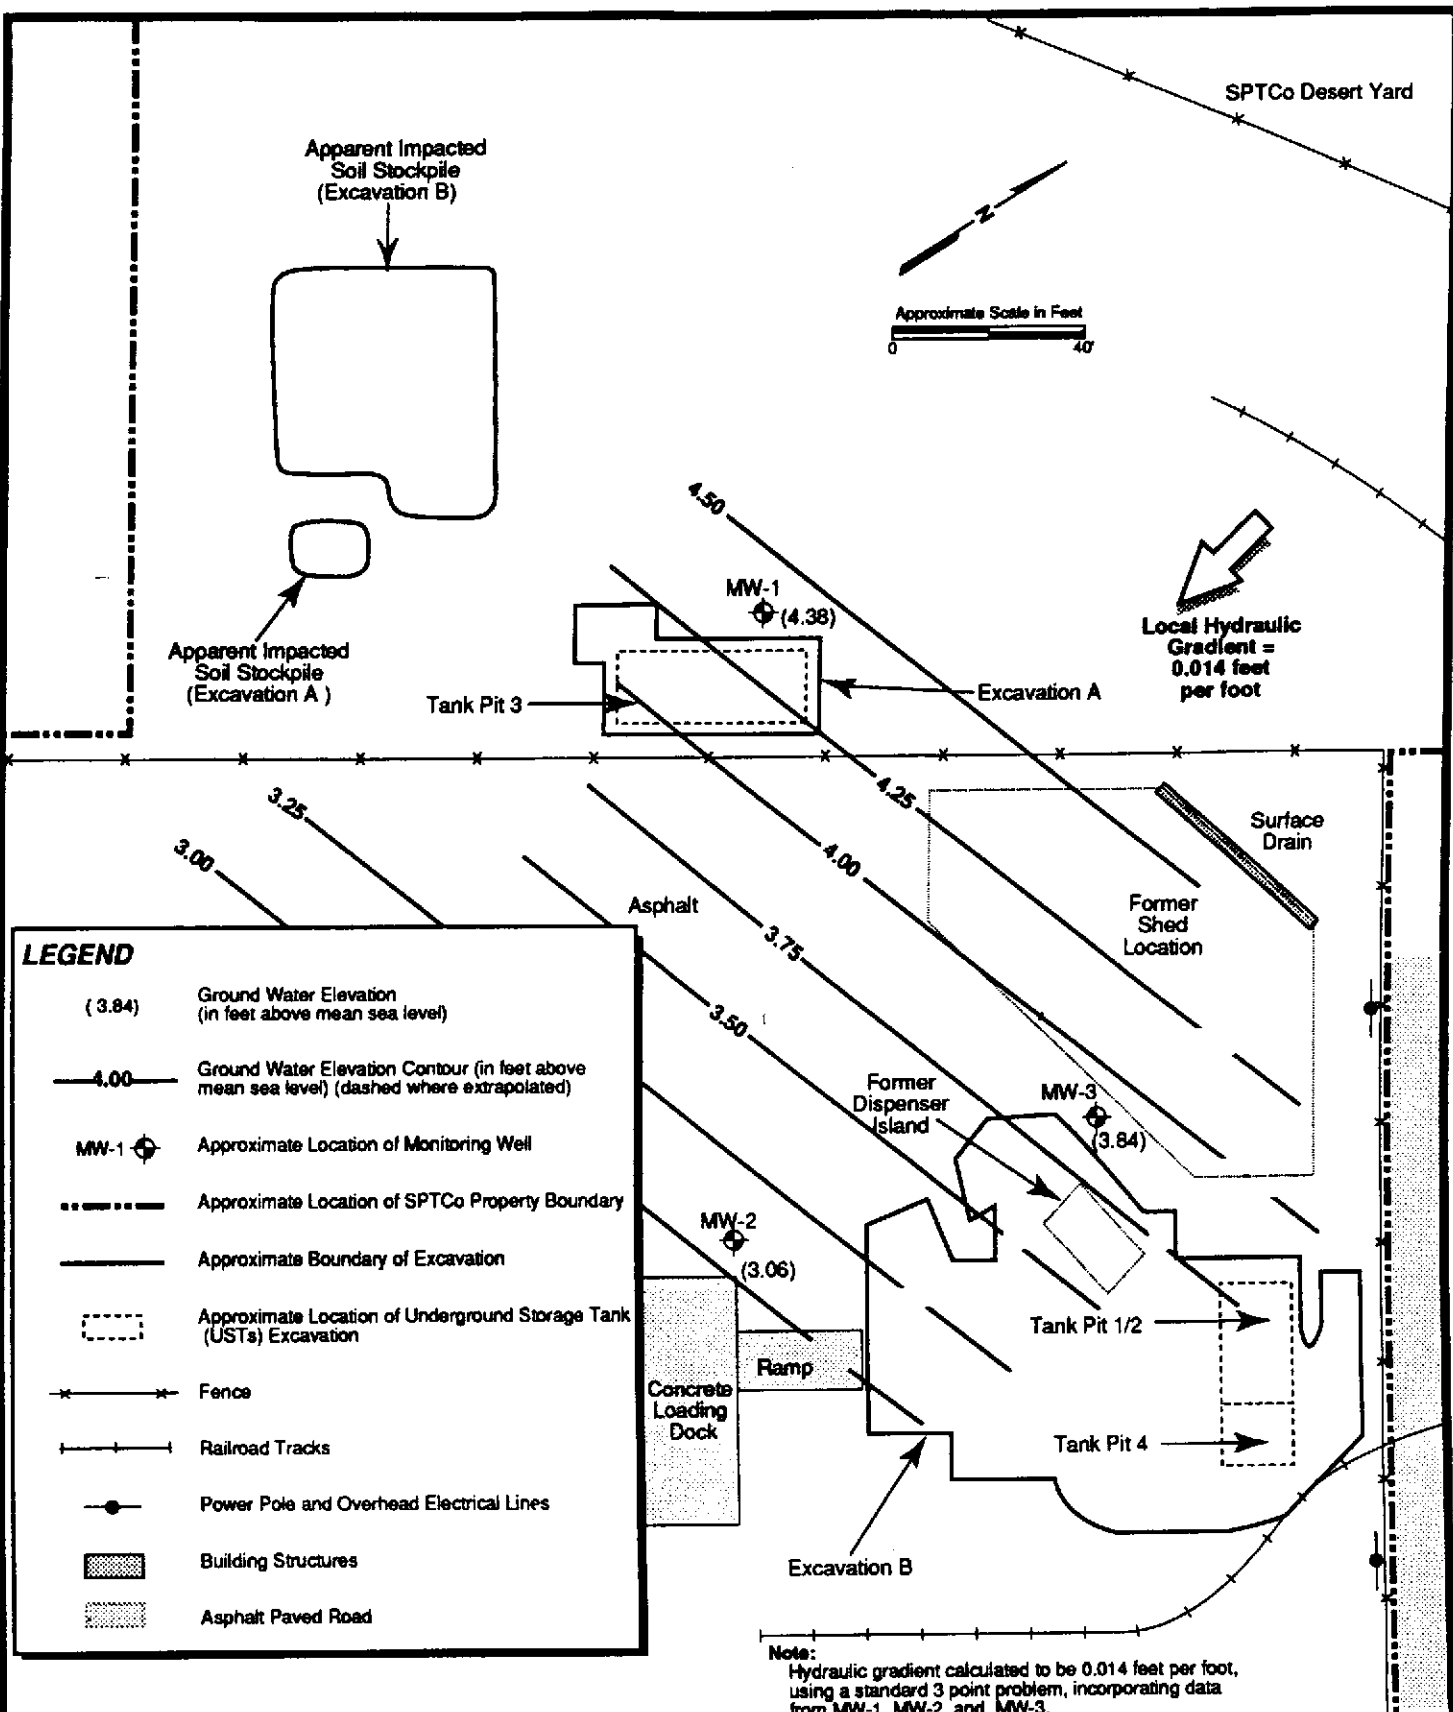 SPTCo Desert Yard
Apparent Impacted
Soil Stockpile
(Excavation B)
N
Approximate Scale in Feet
0 40'
4.50
MW-1
(4.38)
Local Hydraulic
Gradient =
0.014 feet
per foot
Apparent Impacted
Soil Stockpile
(Excavation A )
Tank Pit 3
Excavation A
3.25
3.00
4.25
4.00
Surface
Drain
Asphalt
3.75
Former
Shed
Location
3.50
Former
Dispenser
Island
MW-3
(3.84)
MW-2
(3.06)
Tank Pit 1/2
Ramp
Concrete
Loading
Dock
Tank Pit 4
Excavation B
LEGEND
(3.84) Ground Water Elevation
(in feet above mean sea level)
4.00 Ground Water Elevation Contour (in feet above
mean sea level) (dashed where extrapolated)
MW-1 Approximate Location of Monitoring Well
Approximate Location of SPTCo Property Boundary
Approximate Boundary of Excavation
Approximate Location of Underground Storage Tank
(USTs) Excavation
Fence
Railroad Tracks
Power Pole and Overhead Electrical Lines
Building Structures
Asphalt Paved Road
Note:
Hydraulic gradient calculated to be 0.014 feet per foot,
using a standard 3 point problem, incorporating data
from MW-1, MW-2, and MW-3.